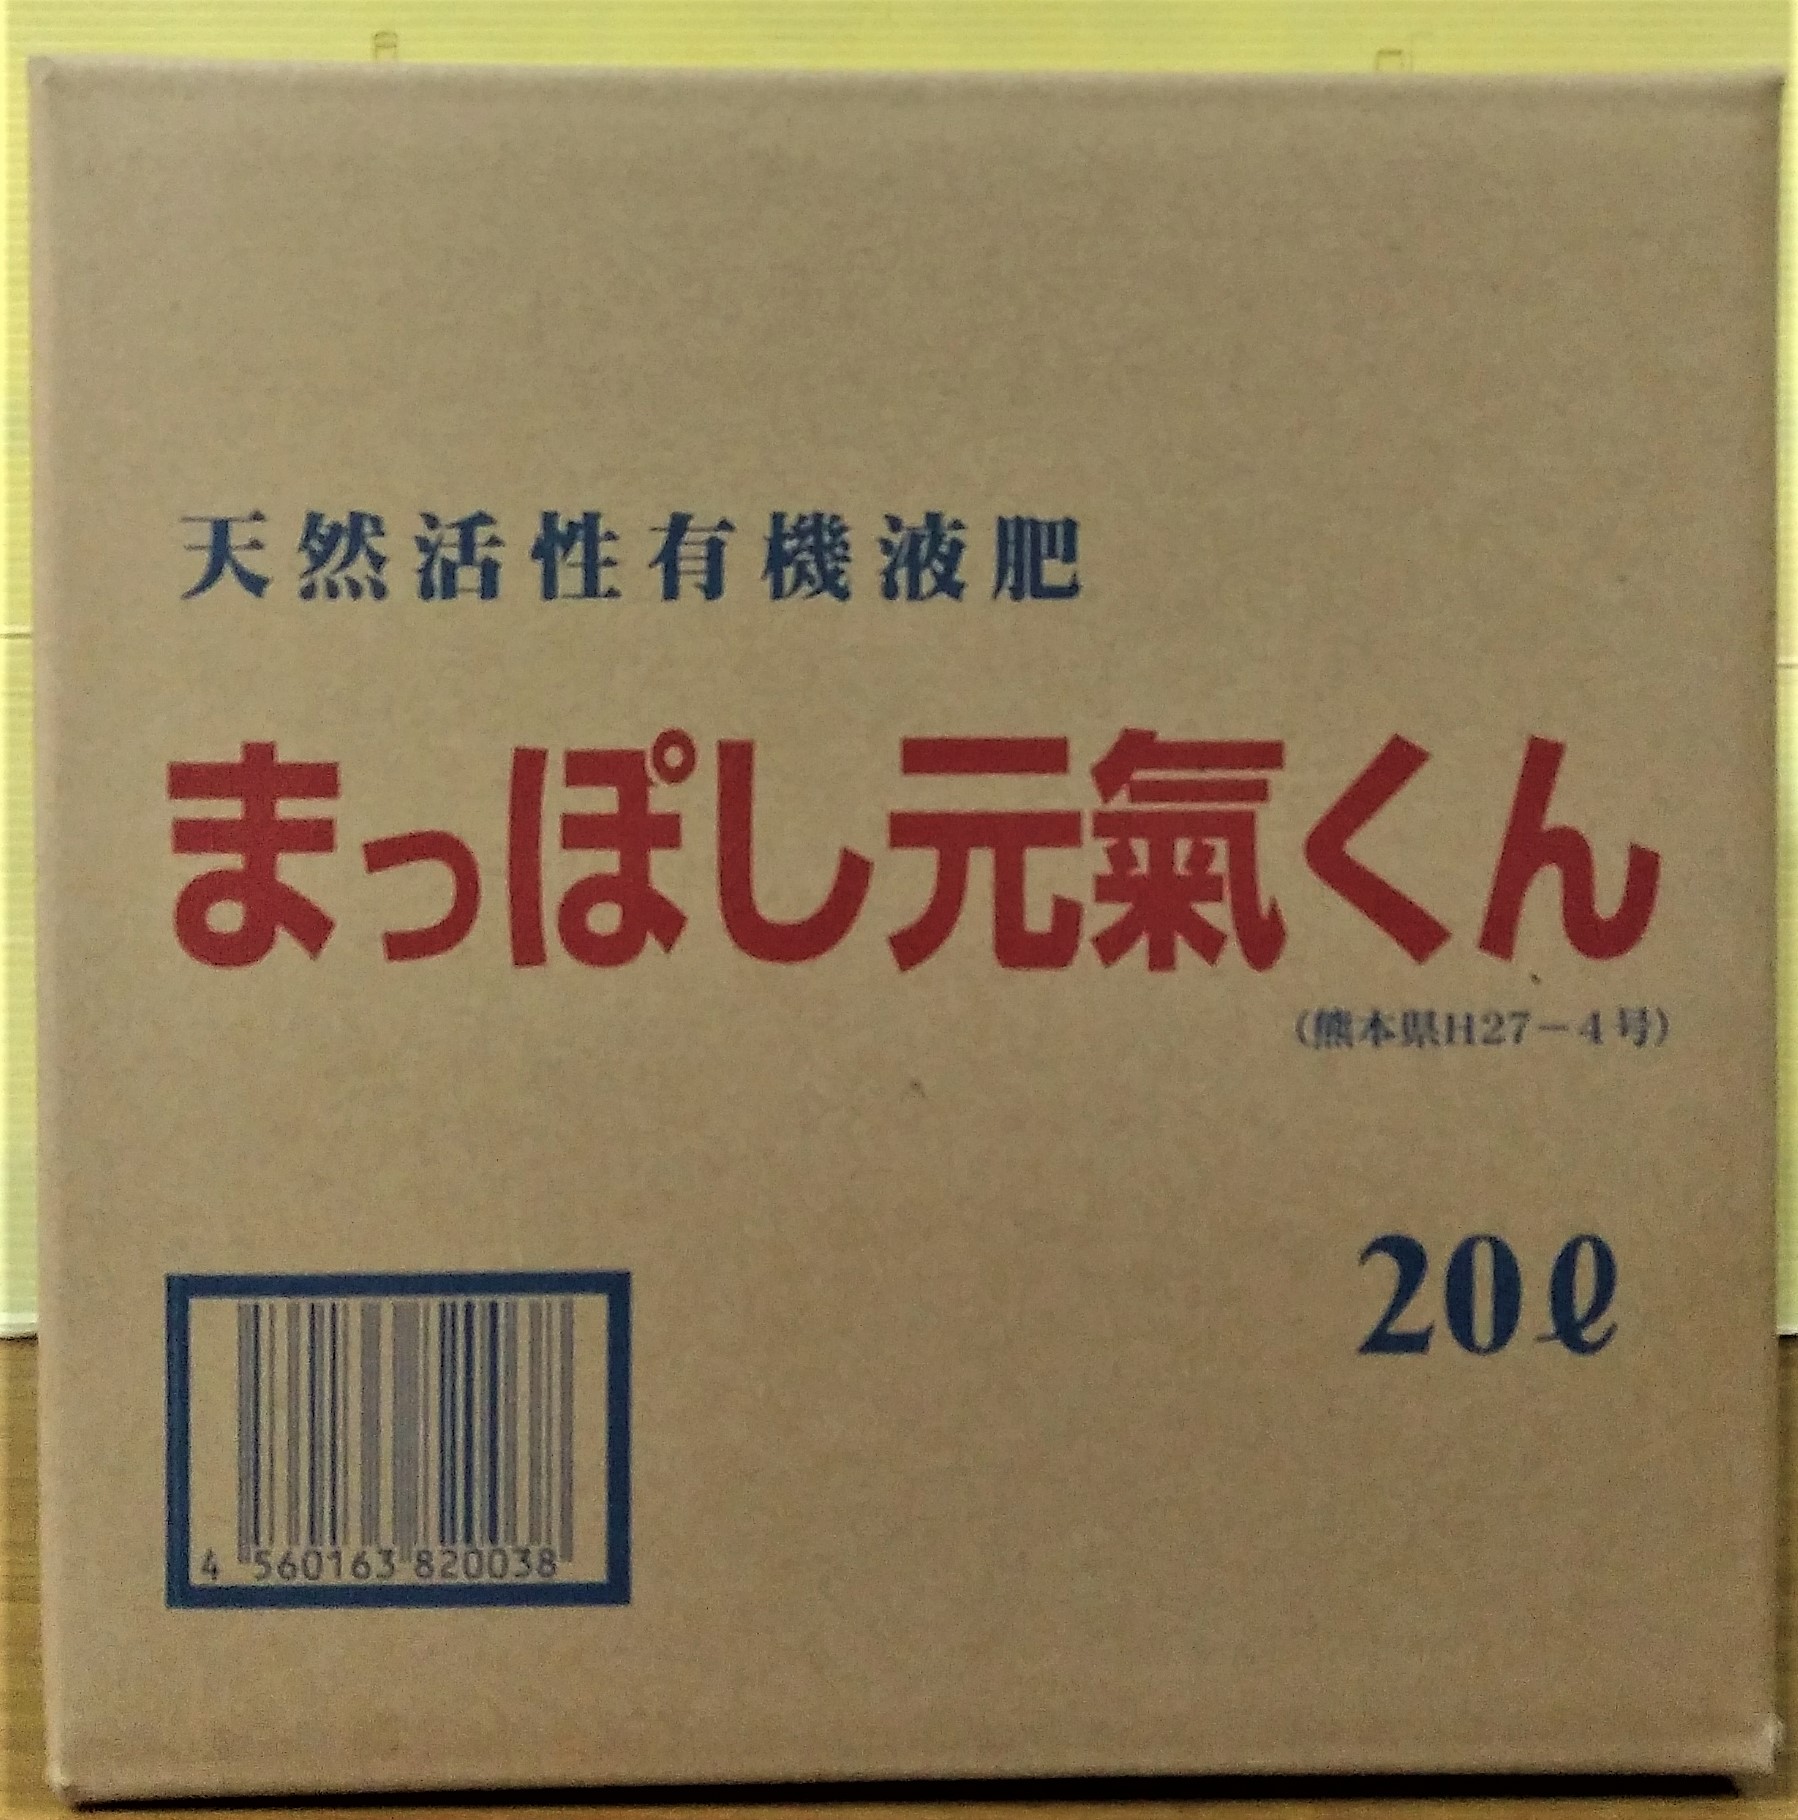 天然活性有機液肥
まっぽし元氣くん
（熊本県H27－4号）
20ℓ
4 560163 820038